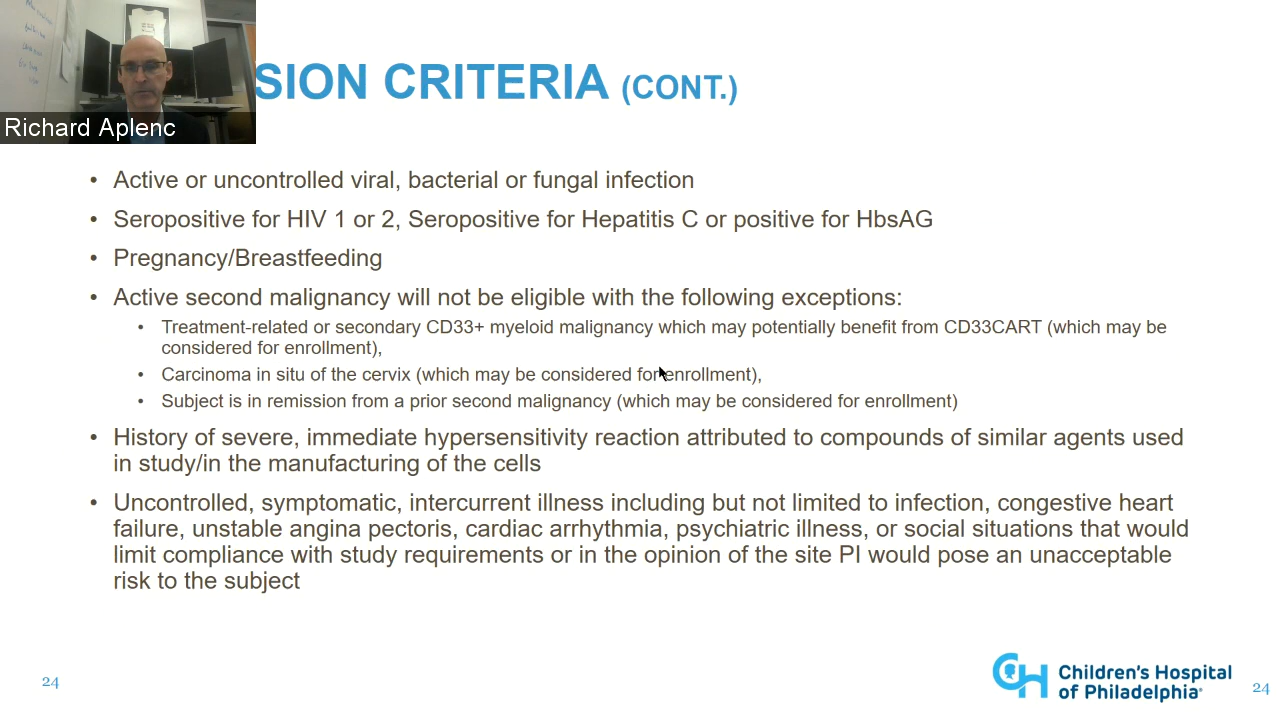 SION CRITERIA (CONT.)
Richard Aplenc
• Active or uncontrolled viral, bacterial or fungal infection
• Seropositive for HIV 1 or 2, Seropositive for Hepatitis C or positive for HbsAG
• Pregnancy/Breastfeeding
• Active second malignancy will not be eligible with the following exceptions:
• Treatment-related or secondary CD33+ myeloid malignancy which may potentially benefit from CD33CART (which may be
considered for enrollment),
• Carcinoma in situ of the cervix (which may be considered for enrollment),
• Subject is in remission from a prior second malignancy (which may be considered for enrollment)
• History of severe, immediate hypersensitivity reaction attributed to compounds of similar agents used
in study/in the manufacturing of the cells
• Uncontrolled, symptomatic, intercurrent illness including but not limited to infection, congestive heart
failure, unstable angina pectoris, cardiac arrhythmia, psychiatric illness, or social situations that would
limit compliance with study requirements or in the opinion of the site PI would pose an unacceptable
risk to the subject
24
CH Children's Hospital
of Philadelphia
24